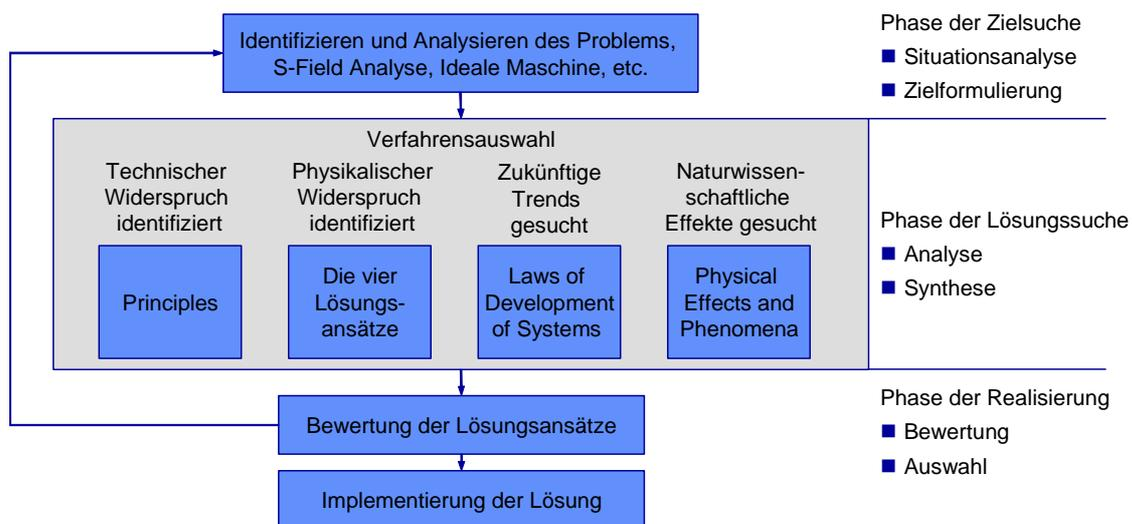 Identifizieren und Analysieren des Problems,
S-Field Analyse, Ideale Maschine, etc.
Phase der Zielsuche
Situationsanalyse
Zielformulierung
Verfahrensauswahl
Technischer
Widerspruch
identifiziert
Principles
Physikalischer
Widerspruch
identifiziert
Die vier
Lösungs-
ansätze
Zukünftige
Trends
gesucht
Laws of
Development
of Systems
Naturwissen-
schaftliche
Effekte gesucht
Physical
Effects and
Phenomena
Phase der Lösungssuche
Analyse
Synthese
Bewertung der Lösungsansätze
Implementierung der Lösung
Phase der Realisierung
Bewertung
Auswahl